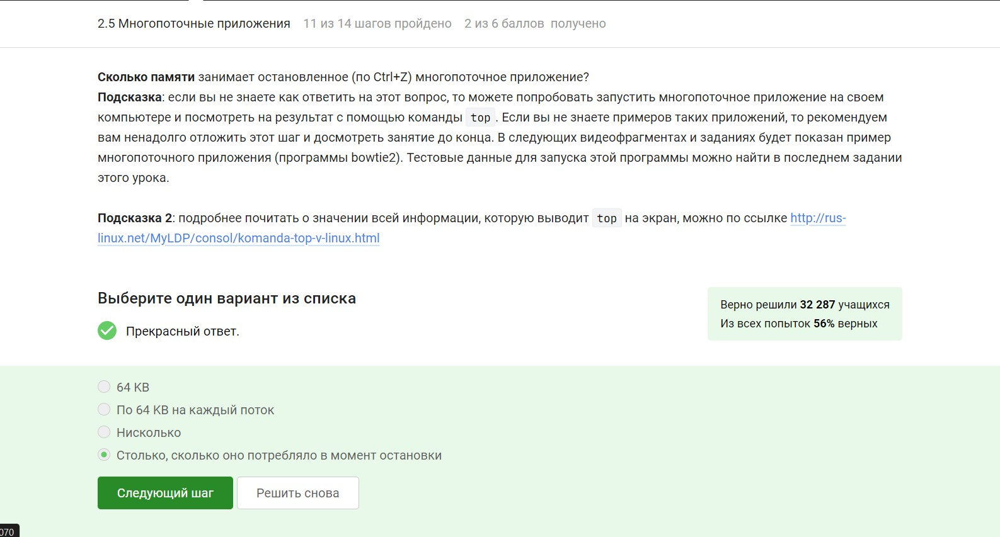 2.5 Многопоточные приложения 11 из 14 шагов пройдено 2 из 6 баллов получено
Сколько памяти занимает остановленное (по Ctrl+Z) многопоточное приложение?
Подсказка: если вы не знаете как ответить на этот вопрос, то можете попробовать запустить многопоточное приложение на своем
компьютере и посмотреть на результат с помощью команды top. Если вы не знаете примеров таких приложений, то рекомендуем
вам ненадолго отложить этот шаг и досмотреть занятие до конца. В следующих видеофрагментах и заданиях будет показан пример
многопоточного приложения (программы bowtie2). Тестовые данные для запуска этой программы можно найти в последнем задании
этого урока.
Подсказка 2: подробнее почитать о значении всей информации, которую выводит top на экран, можно по ссылке http://rus-
linux.net/MyLDP/consol/komanda-top-v-linux.html
Выберите один вариант из списка
Прекрасный ответ.
Верно решили 32 287 учащихся
Из всех попыток 56% верных
64 KB
По 64 KB на каждый поток
Нисколько
Столько, сколько оно потребляло в момент остановки
Следующий шаг Решить снова
070